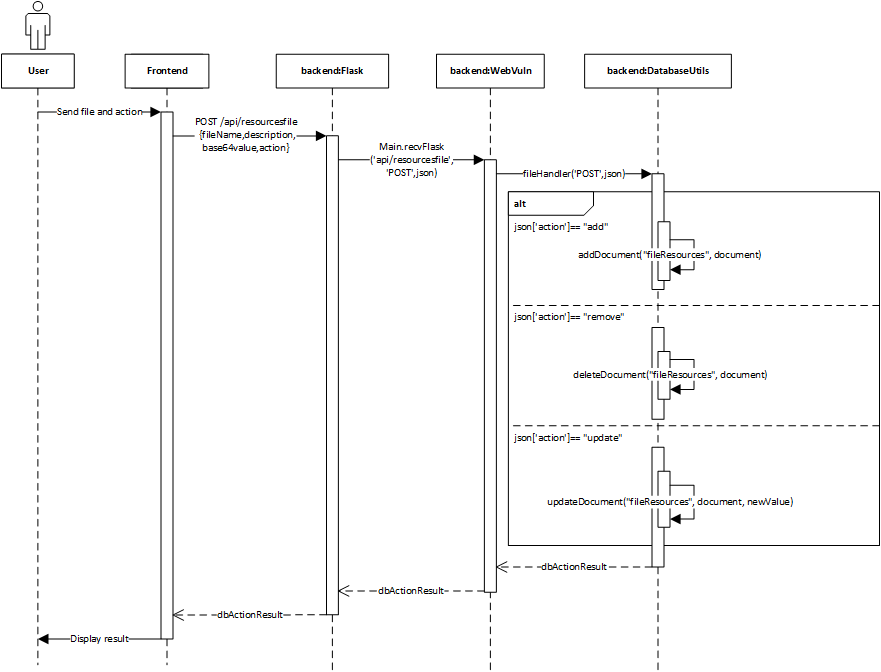 User
Frontend
backend:Flask
backend:WebVuln
backend:DatabaseUtils
Send file and action
POST /api/resourcesfile
{fileName,description,
base64value,action}
Main.recvFlask
('api/resourcesfile',
'POST',json)
fileHandler('POST',json)
alt
json['action']== "add"
addDocument("fileResources", document)
json['action']== "remove"
deleteDocument("fileResources", document)
json['action']== "update"
updateDocument("fileResources", document, newValue)
dbActionResult
dbActionResult
dbActionResult
Display result